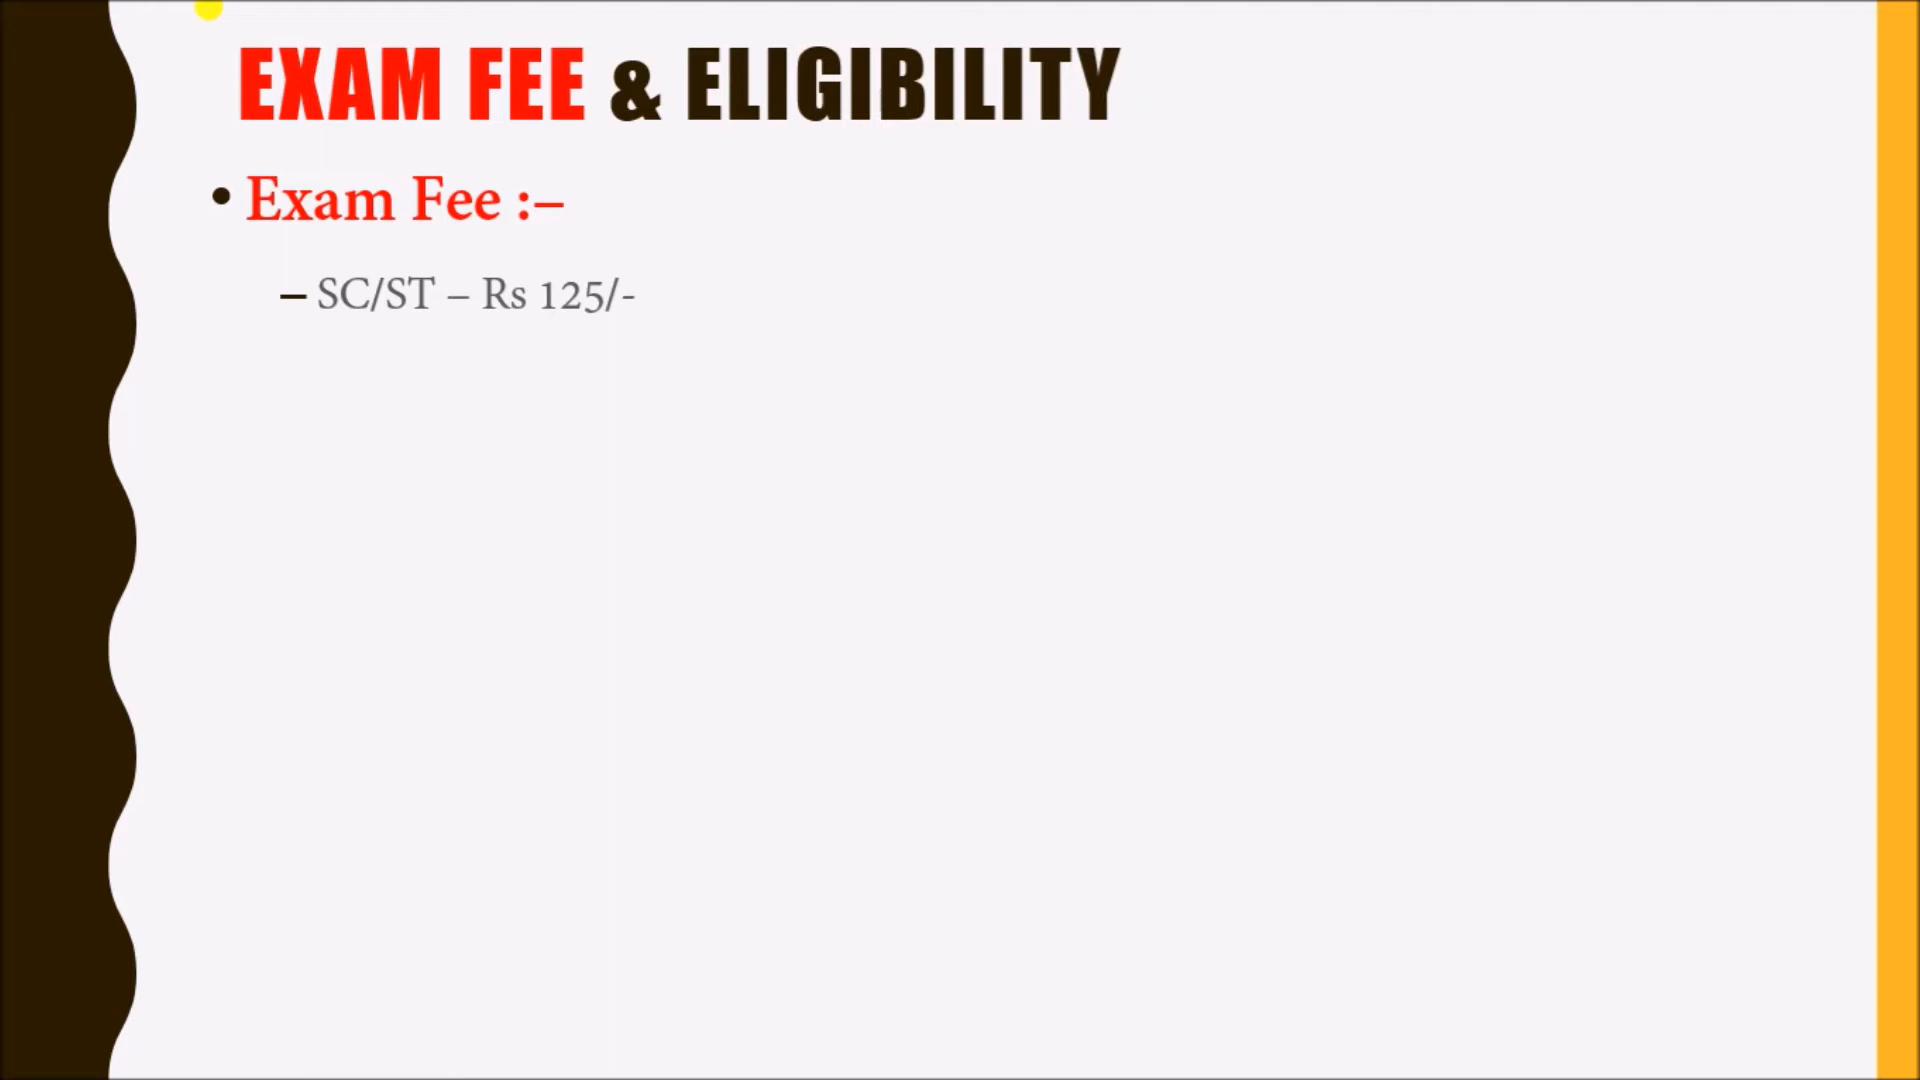 EXAM FEE & ELIGIBILITY
• Exam Fee :–
– SC/ST – Rs 125/-